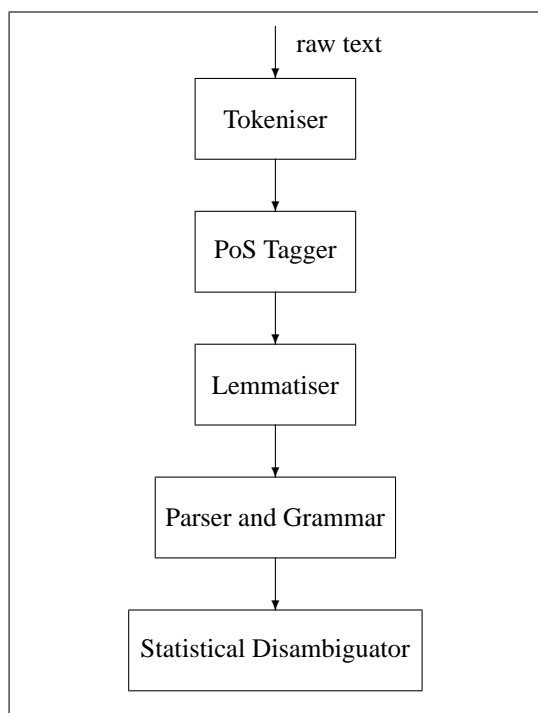 raw text
Tokeniser
PoS Tagger
Lemmatiser
Parser and Grammar
Statistical Disambiguator